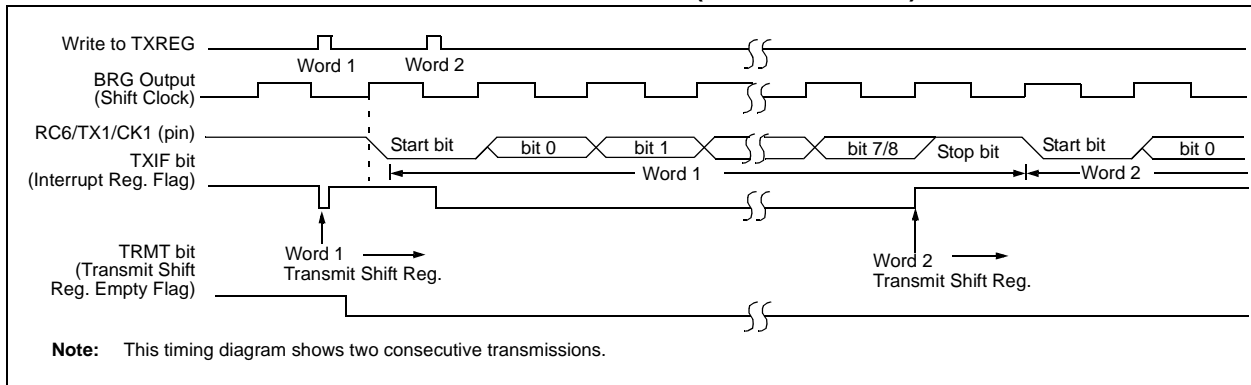 Write to TXREG
Word 1
Word 2
BRG Output
(Shift Clock)
RC6/TX1/CK1 (pin)
Start bit
bit 0
bit 1
bit 7/8
Stop bit
Start bit
bit 0
TXIF bit
(Interrupt Reg. Flag)
Word 1
Word 2
TRMT bit
(Transmit Shift
Reg. Empty Flag)
Word 1
Transmit Shift Reg.
Word 2
Transmit Shift Reg.
Note: This timing diagram shows two consecutive transmissions.